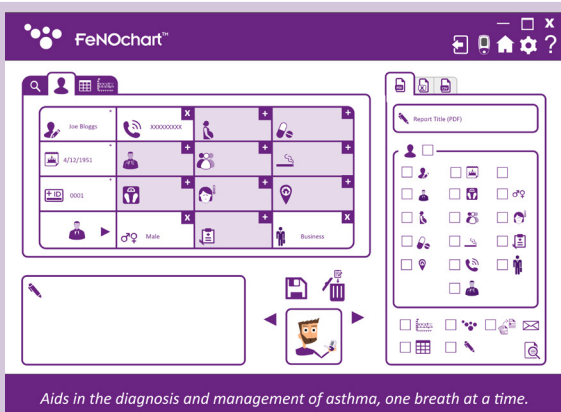 FeNOchart™
Joe Bloggs
XXXXXXXXX
4/12/1951
+ ID
0001
Male
Business
Report Title (PDF)
Aids in the diagnosis and management of asthma, one breath at a time.